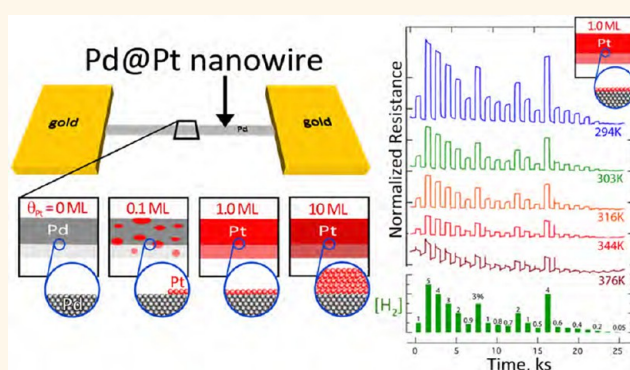 Pd@Pt nanowire
gold
Pd
gold
θPt = 0 ML
0.1 ML
1.0 ML
10 ML
Pd
Pt
Pt
Pt
Pd
Normalized Resistance
1.0 ML
Pt
294K
303K
316K
344K
376K
[H2]
1 5 4 3 2 0.9 3% 1 0.8 0.7 2 1 0.5 4 0.6 0.4 0.2 0.05
0 5 10 15 20 25
Time, ks